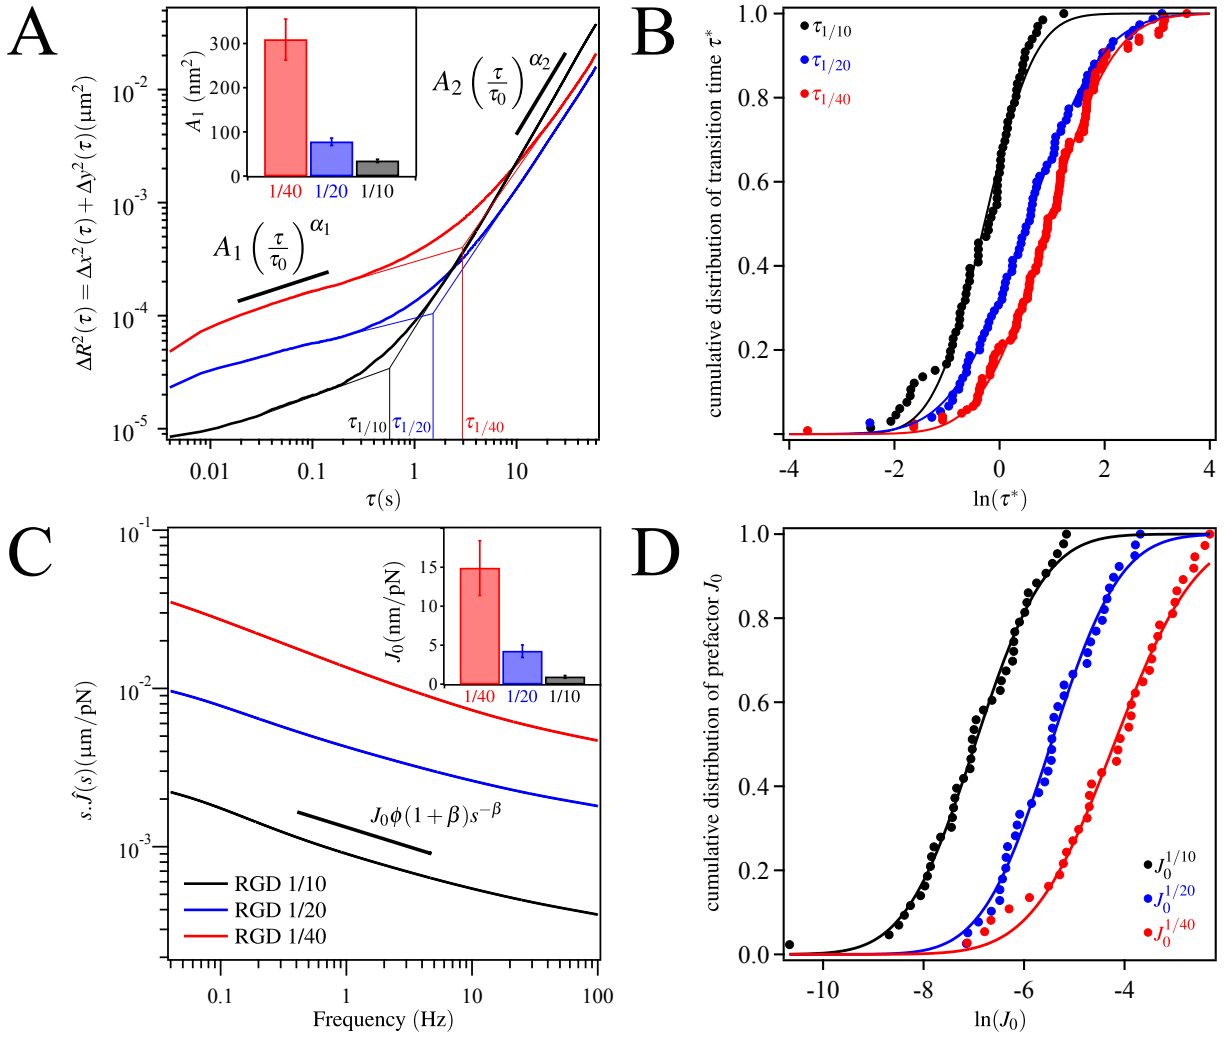 A
ΔR²(τ) = Δx²(τ) + Δy²(τ)(μm²)
10⁻²
10⁻³
10⁻⁴
10⁻⁵
A₁ (nm²)
300
200
100
0
1/40 1/20 1/10
A₂ (τ/τ₀)^α₂
A₁ (τ/τ₀)^α₁
τ₁/₁₀ τ₁/₂₀ τ₁/₄₀
0.01 0.1 1 10
τ(s)
B
cumulative distribution of transition time τ*
1.0
0.8
0.6
0.4
0.2
τ₁/₁₀
τ₁/₂₀
τ₁/₄₀
-4 -2 0 2 4
ln(τ*)
C
s.Ĵ(s)(μm/pN)
10⁻¹
10⁻²
10⁻³
J₀(nm/pN)
15
10
5
0
1/40 1/20 1/10
J₀ϕ(1+β)s^−β
RGD 1/10
RGD 1/20
RGD 1/40
0.1 1 10 100
Frequency (Hz)
D
cumulative distribution of prefactor J₀
1.0
0.8
0.6
0.4
0.2
0.0
J₀^1/10
J₀^1/20
J₀^1/40
-10 -8 -6 -4
ln(J₀)